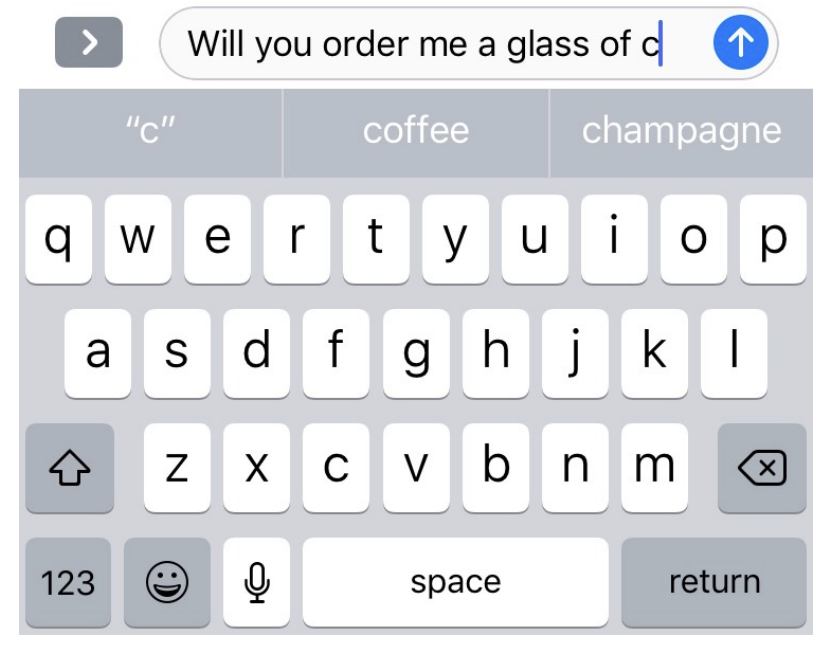 Will you order me a glass of c
“c” coffee champagne
q w e r t y u i o p
a s d f g h j k l
z x c v b n m
123 space return